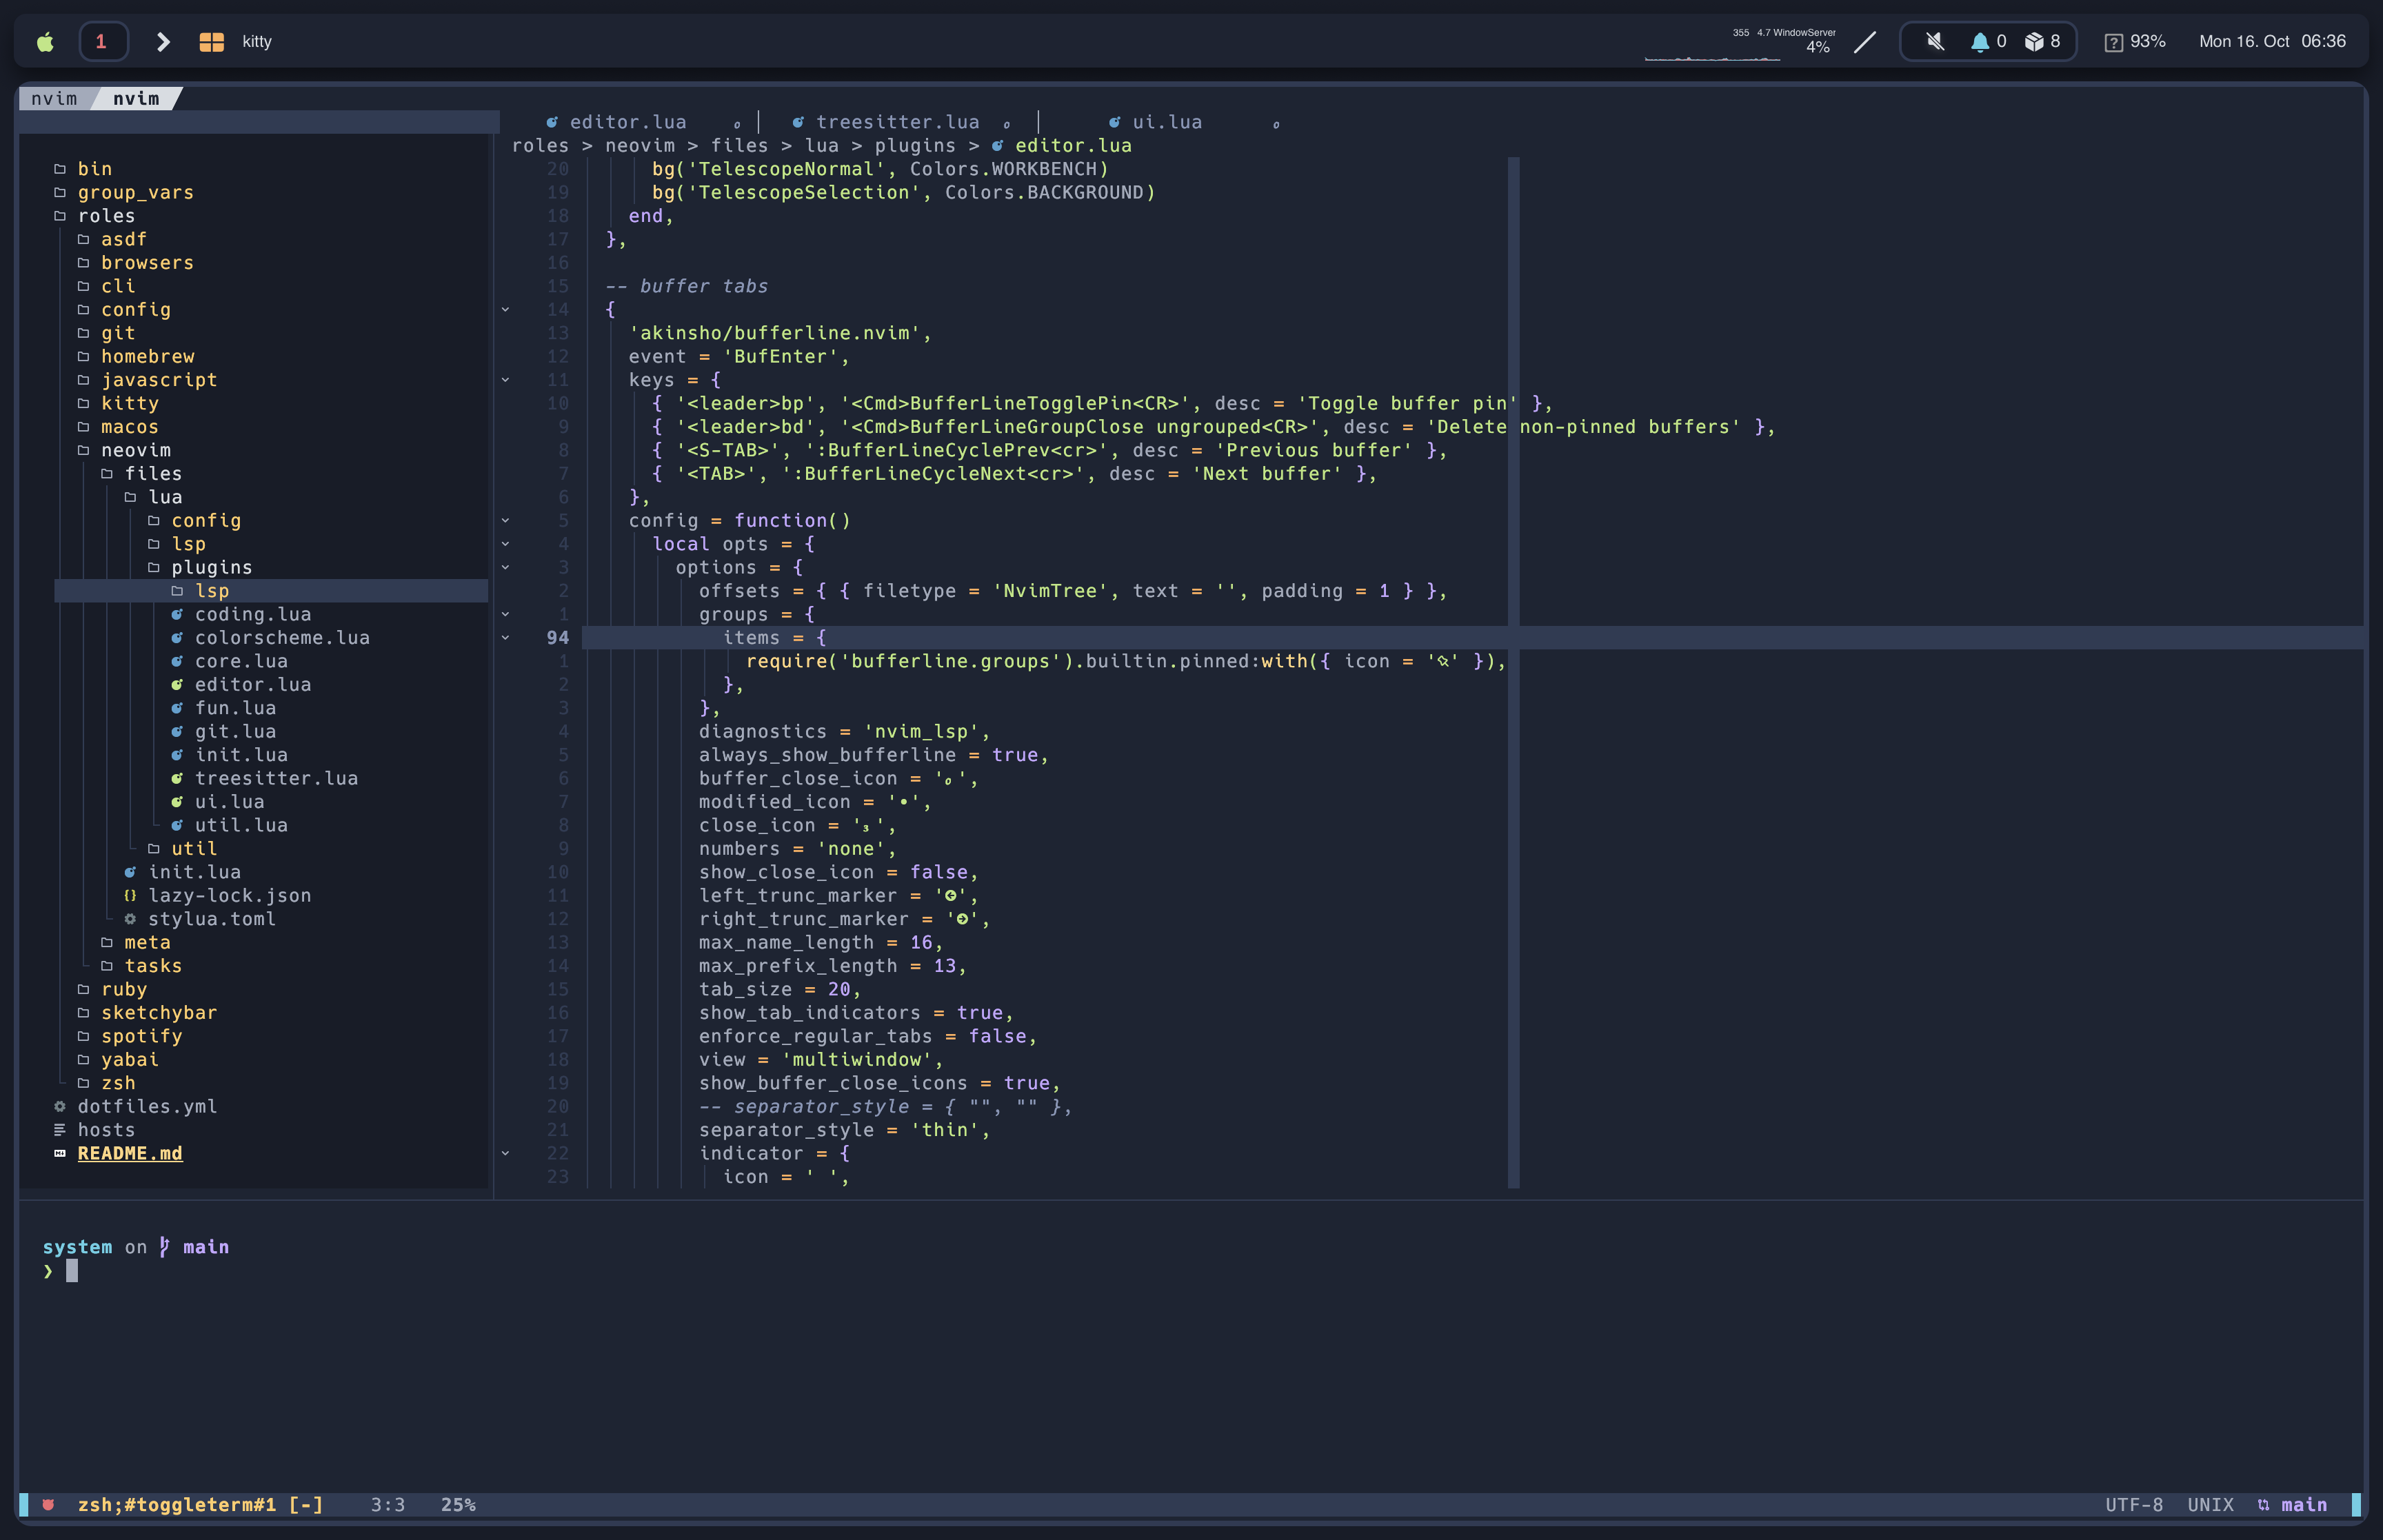 1 kitty 355 4.7 WindowServer 4% 0 8 93% Mon 16. Oct 06:36
nvim nvim
editor.lua treesitter.lua ui.lua
roles > neovim > files > lua > plugins > editor.lua
bin
group_vars
roles
asdf
browsers
cli
config
git
homebrew
javascript
kitty
macos
neovim
files
lua
config
lsp
plugins
lsp
coding.lua
colorscheme.lua
core.lua
editor.lua
fun.lua
git.lua
init.lua
treesitter.lua
ui.lua
util.lua
util
init.lua
{} lazy-lock.json
stylua.toml
meta
tasks
ruby
sketchybar
spotify
yabai
zsh
dotfiles.yml
hosts
README.md
20 bg('TelescopeNormal', Colors.WORKBENCH)
19 bg('TelescopeSelection', Colors.BACKGROUND)
18 end,
17 },
16
15 -- buffer tabs
14 {
13 'akinsho/bufferline.nvim',
12 event = 'BufEnter',
11 keys = {
10 { '<leader>bp', '<Cmd>BufferLineTogglePin<CR>', desc = 'Toggle buffer pin' },
9 { '<leader>bd', '<Cmd>BufferLineGroupClose ungrouped<CR>', desc = 'Delete non-pinned buffers' },
8 { '<S-TAB>', ':BufferLineCyclePrev<cr>', desc = 'Previous buffer' },
7 { '<TAB>', ':BufferLineCycleNext<cr>', desc = 'Next buffer' },
6 },
5 config = function()
4 local opts = {
3 options = {
2 offsets = { { filetype = 'NvimTree', text = '', padding = 1 } },
1 groups = {
94 items = {
1 require('bufferline.groups').builtin.pinned:with({ icon = '' }),
2 },
3 },
4 diagnostics = 'nvim_lsp',
5 always_show_bufferline = true,
6 buffer_close_icon = '',
7 modified_icon = '•',
8 close_icon = '',
9 numbers = 'none',
10 show_close_icon = false,
11 left_trunc_marker = '',
12 right_trunc_marker = '',
13 max_name_length = 16,
14 max_prefix_length = 13,
15 tab_size = 20,
16 show_tab_indicators = true,
17 enforce_regular_tabs = false,
18 view = 'multiwindow',
19 show_buffer_close_icons = true,
20 -- separator_style = { "", "" },
21 separator_style = 'thin',
22 indicator = {
23 icon = ' ',
system on main
❯
zsh;#toggleterm#1 [-] 3:3 25% UTF-8 UNIX main